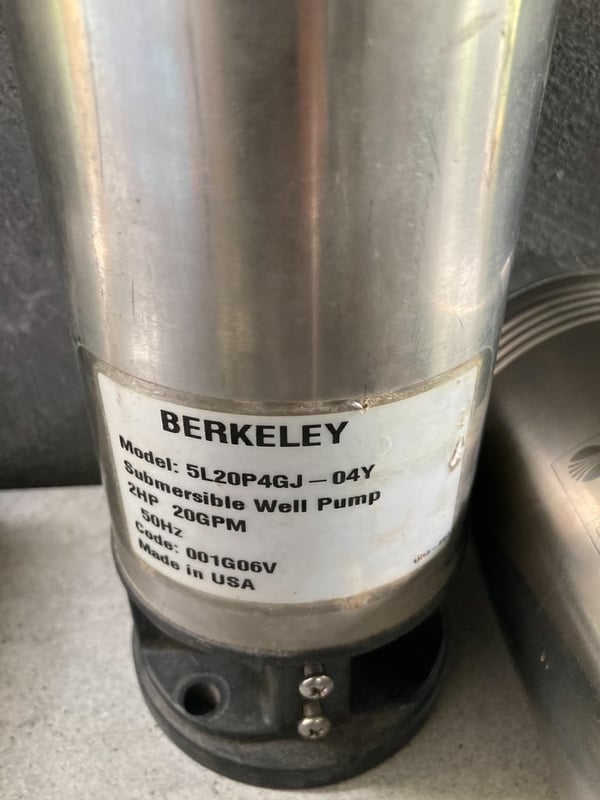 BERKELEY
Model: 5L20P4GJ – 04Y
Submersible Well Pump
2HP 20GPM
50Hz
Code: 001G06V
Made in USA